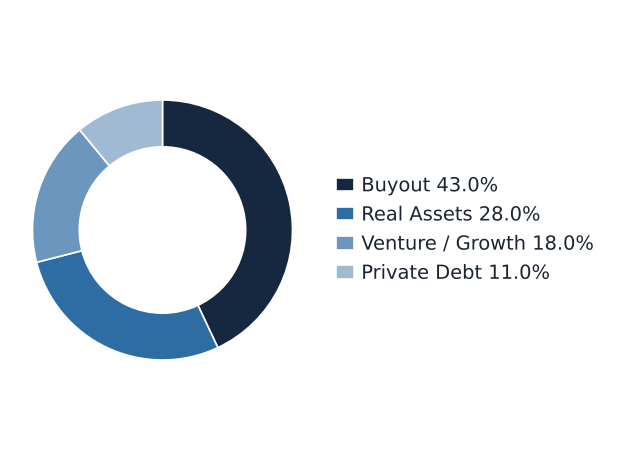 Buyout 43.0%
Real Assets 28.0%
Venture / Growth 18.0%
Private Debt 11.0%